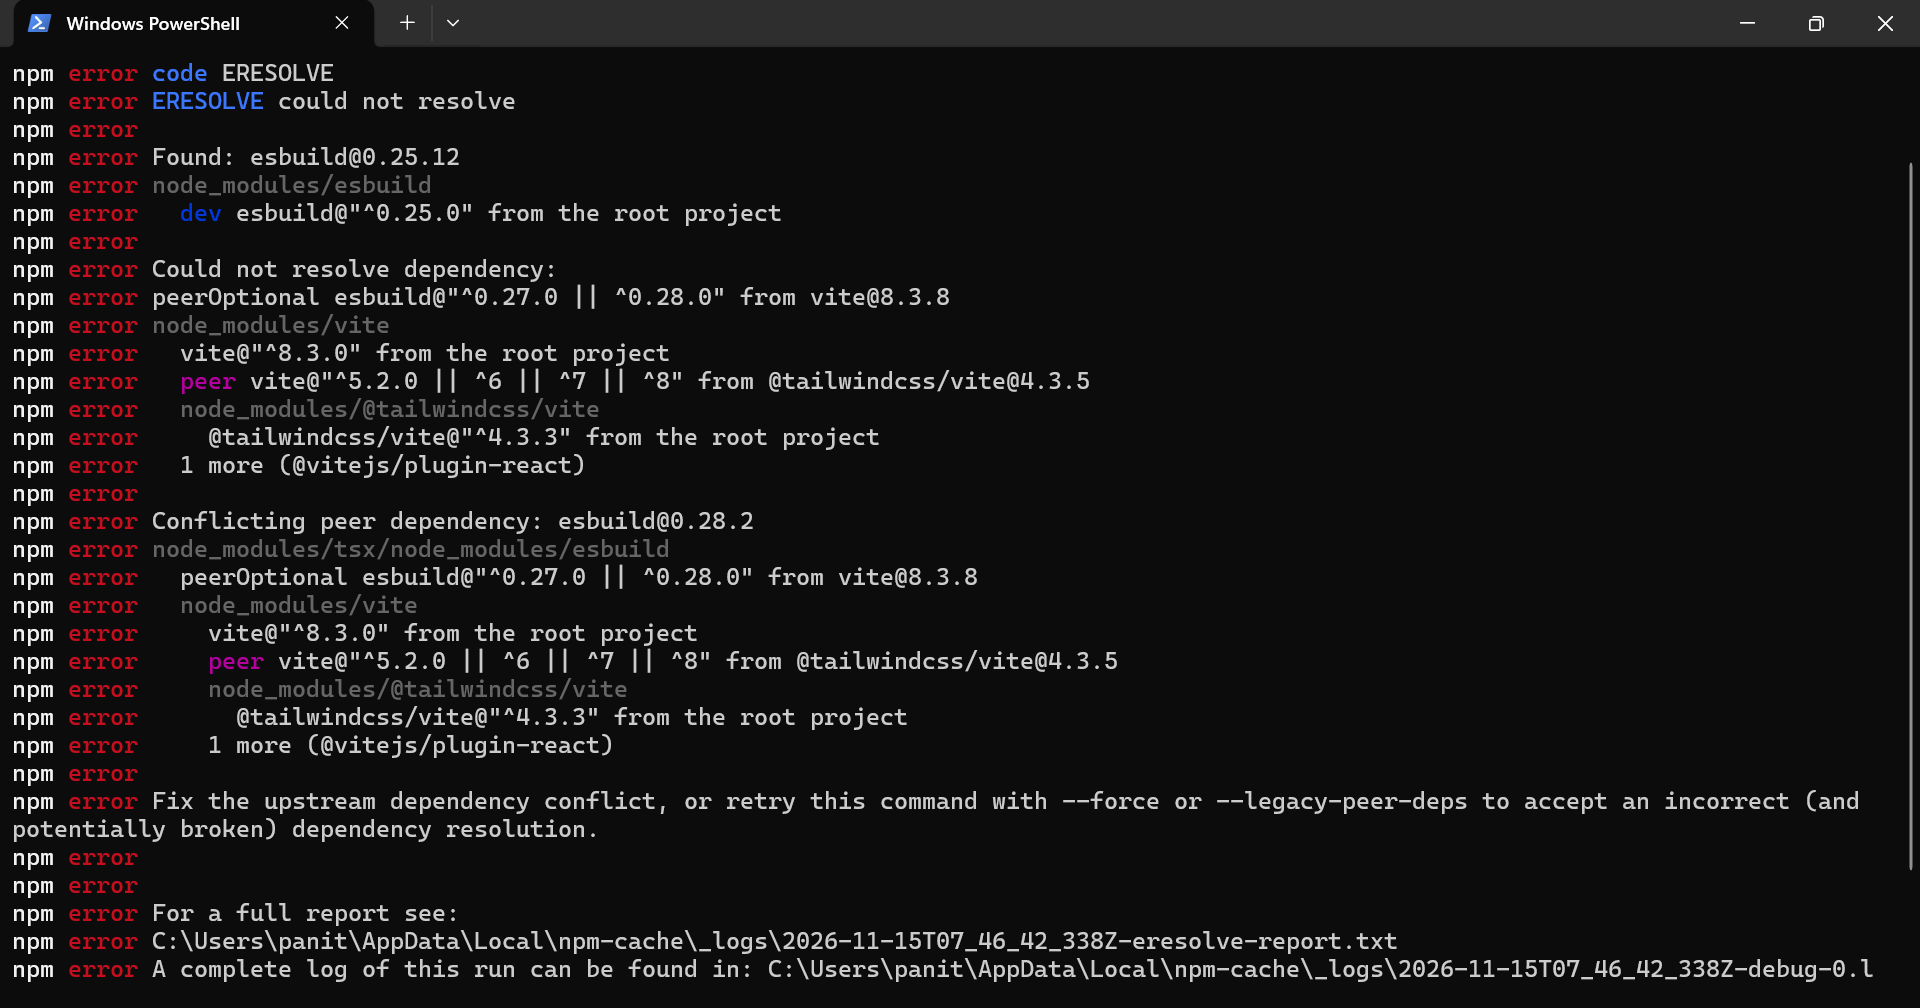 Windows PowerShell
npm error code ERESOLVE
npm error ERESOLVE could not resolve
npm error
npm error Found: esbuild@0.25.12
npm error node_modules/esbuild
npm error   dev esbuild@"^0.25.0" from the root project
npm error
npm error Could not resolve dependency:
npm error peerOptional esbuild@"^0.27.0 || ^0.28.0" from vite@8.3.8
npm error node_modules/vite
npm error   vite@"^8.3.0" from the root project
npm error   peer vite@"^5.2.0 || ^6 || ^7 || ^8" from @tailwindcss/vite@4.3.5
npm error   node_modules/@tailwindcss/vite
npm error     @tailwindcss/vite@"^4.3.3" from the root project
npm error   1 more (@vitejs/plugin-react)
npm error
npm error Conflicting peer dependency: esbuild@0.28.2
npm error node_modules/tsx/node_modules/esbuild
npm error   peerOptional esbuild@"^0.27.0 || ^0.28.0" from vite@8.3.8
npm error   node_modules/vite
npm error     vite@"^8.3.0" from the root project
npm error     peer vite@"^5.2.0 || ^6 || ^7 || ^8" from @tailwindcss/vite@4.3.5
npm error     node_modules/@tailwindcss/vite
npm error       @tailwindcss/vite@"^4.3.3" from the root project
npm error     1 more (@vitejs/plugin-react)
npm error
npm error Fix the upstream dependency conflict, or retry this command with --force or --legacy-peer-deps to accept an incorrect (and
potentially broken) dependency resolution.
npm error
npm error
npm error For a full report see:
npm error C:\Users\panit\AppData\Local\npm-cache\_logs\2026-11-15T07_46_42_338Z-eresolve-report.txt
npm error A complete log of this run can be found in: C:\Users\panit\AppData\Local\npm-cache\_logs\2026-11-15T07_46_42_338Z-debug-0.l